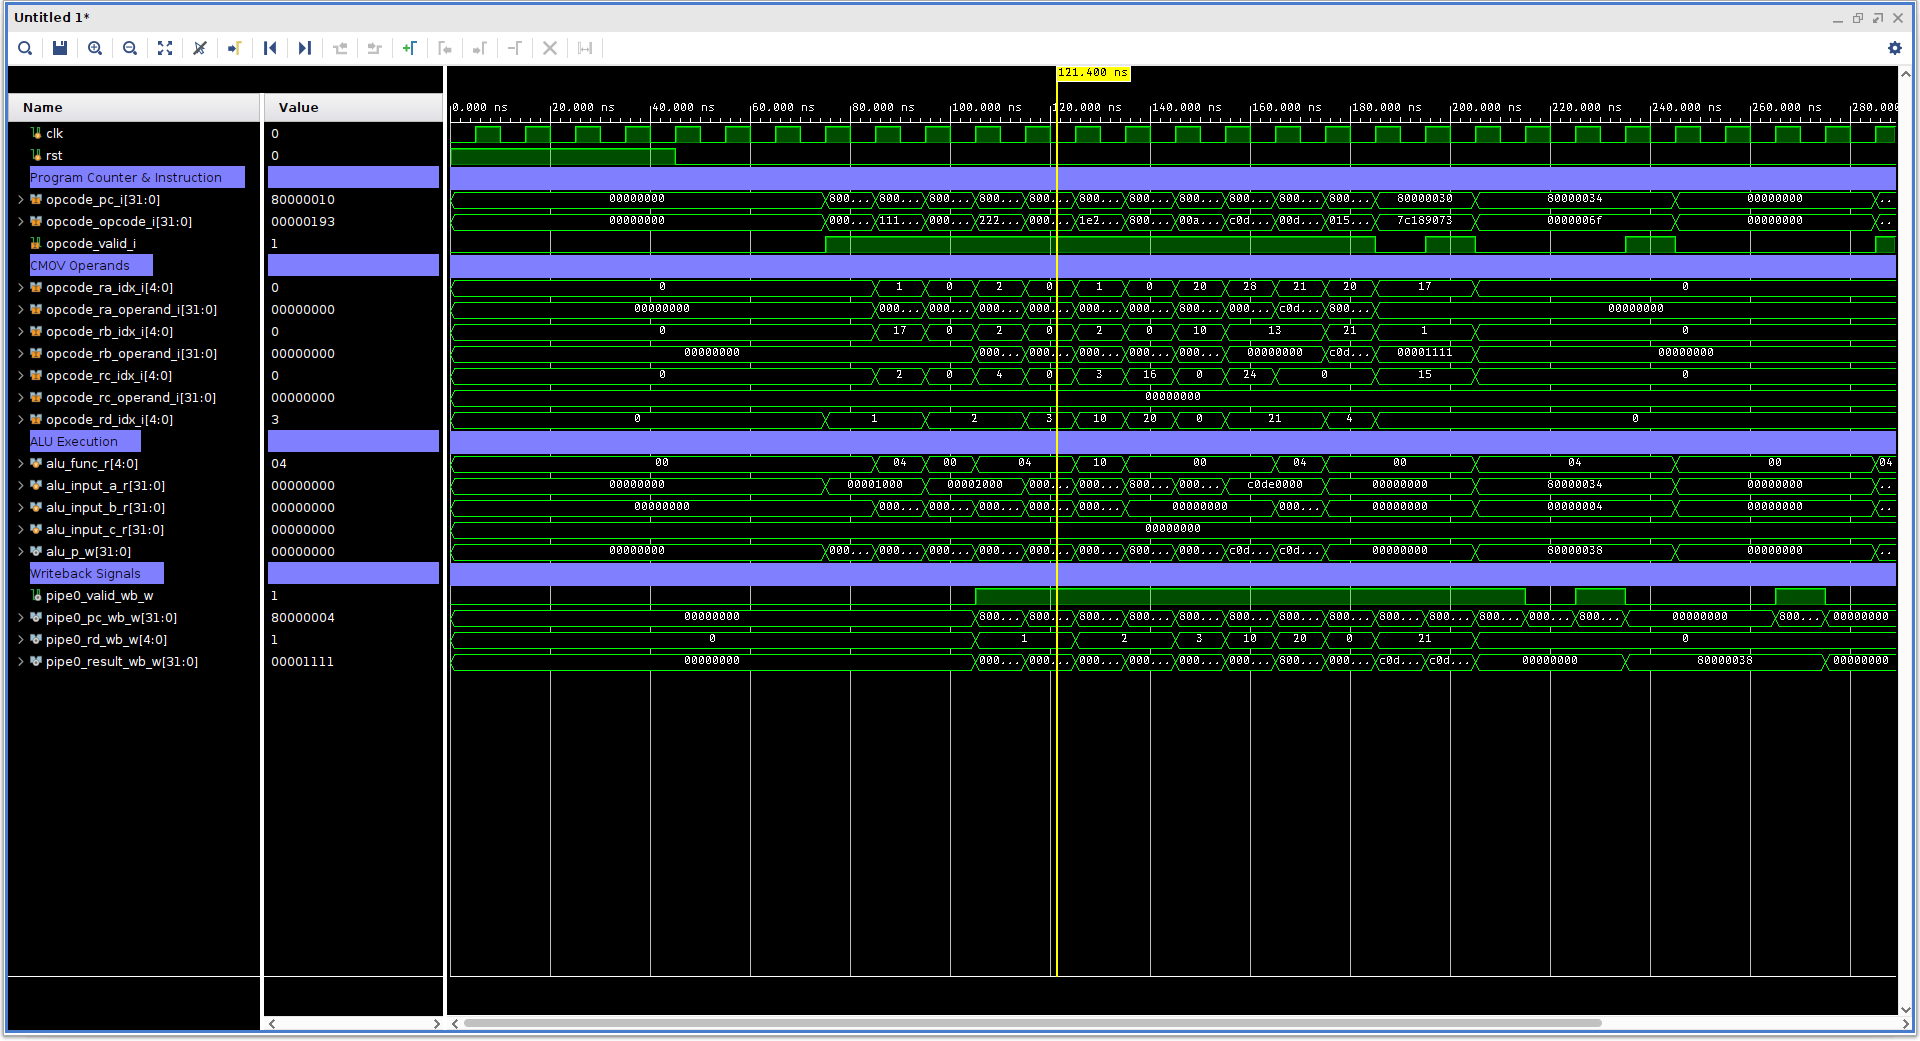 Untitled 1*
121.400 ns
Name Value 0.000 ns 20.000 ns 40.000 ns 60.000 ns 80.000 ns 100.000 ns 120.000 ns 140.000 ns 160.000 ns 180.000 ns 200.000 ns 220.000 ns 240.000 ns 260.000 ns 280.000
clk 0
rst 0
Program Counter & Instruction
opcode_pc_i[31:0] 80000010 00000000 800... 800... 800... 800... 800... 800... 800... 800... 800... 800... 800... 80000030 80000034 00000000 ..
opcode_opcode_i[31:0] 00000193 00000000 000... 111... 000... 222... 000... 1e2... 800... 00a... c0d... 00d... 015... 7c189073 0000006f 00000000 ..
opcode_valid_i 1
CMOV Operands
opcode_ra_idx_i[4:0] 0 0 1 0 2 0 1 0 20 28 21 20 17 0
opcode_ra_operand_i[31:0] 00000000 00000000 000... 000... 000... 000... 000... 000... 800... 000... c0d... 800... 00000000
opcode_rb_idx_i[4:0] 0 0 17 0 2 0 2 0 10 13 21 1 0
opcode_rb_operand_i[31:0] 00000000 00000000 000... 000... 000... 000... 000... 00000000 c0d... 00001111 00000000
opcode_rc_idx_i[4:0] 0 0 2 0 4 0 3 16 0 24 0 15 0
opcode_rc_operand_i[31:0] 00000000 00000000
opcode_rd_idx_i[4:0] 3 0 1 2 3 10 20 0 21 4 0
ALU Execution
alu_func_r[4:0] 04 00 04 00 04 10 00 04 00 04 00 04
alu_input_a_r[31:0] 00000000 00000000 00001000 00002000 000... 000... 800... 000... c0de0000 00000000 80000034 00000000 ..
alu_input_b_r[31:0] 00000000 00000000 000... 000... 000... 000... 000... 00000000 000... 00000000 00000004 00000000 ..
alu_input_c_r[31:0] 00000000 00000000
alu_p_w[31:0] 00000000 00000000 000... 000... 000... 000... 000... 000... 800... 000... c0d... c0d... 00000000 80000038 00000000 ..
Writeback Signals
pipe0_valid_wb_w 1
pipe0_pc_wb_w[31:0] 80000004 00000000 800... 800... 800... 800... 800... 800... 800... 800... 800... 800... 800... 000... 800... 00000000 800... 00000000
pipe0_rd_wb_w[4:0] 1 0 1 2 3 10 20 0 21 0
pipe0_result_wb_w[31:0] 00001111 00000000 000... 000... 000... 000... 000... 000... 800... 000... c0d... c0d... 00000000 80000038 00000000